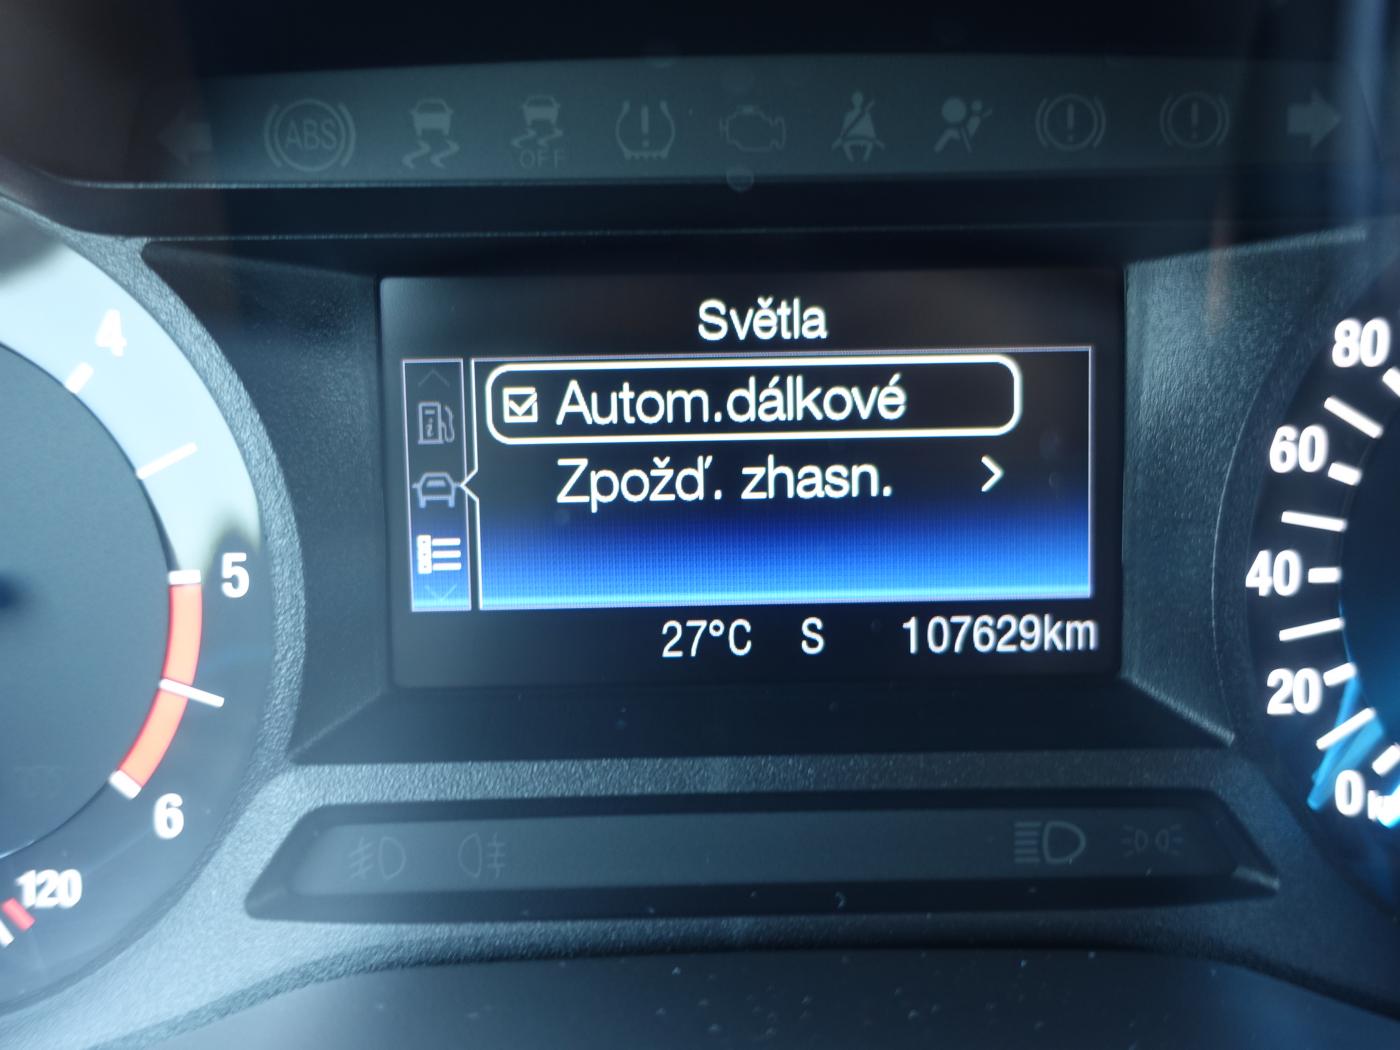 ABS
OFF
Světla
Autom.dálkové
Zpožď. zhasn.
27°C S 107629km
4
5
6
120
80
60
40
20
0